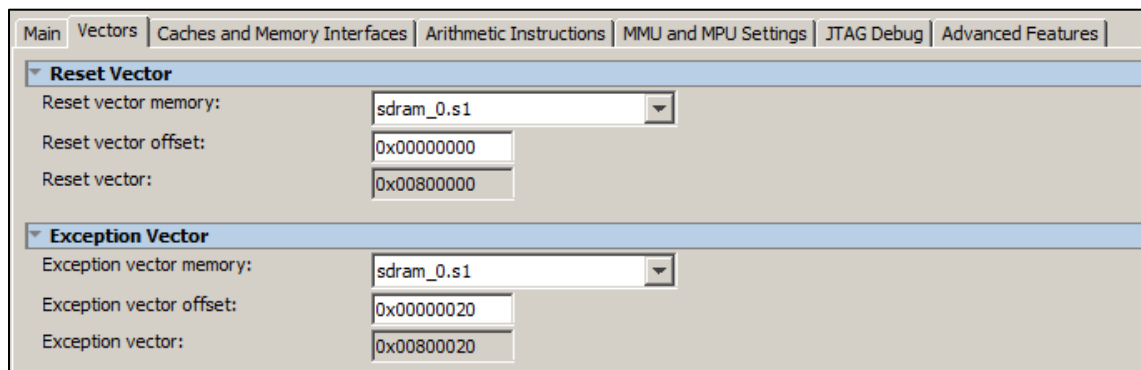 Main Vectors Caches and Memory Interfaces Arithmetic Instructions MMU and MPU Settings JTAG Debug Advanced Features
Reset Vector
Reset vector memory: sdram_0.s1
Reset vector offset: 0x00000000
Reset vector: 0x00800000
Exception Vector
Exception vector memory: sdram_0.s1
Exception vector offset: 0x00000020
Exception vector: 0x00800020